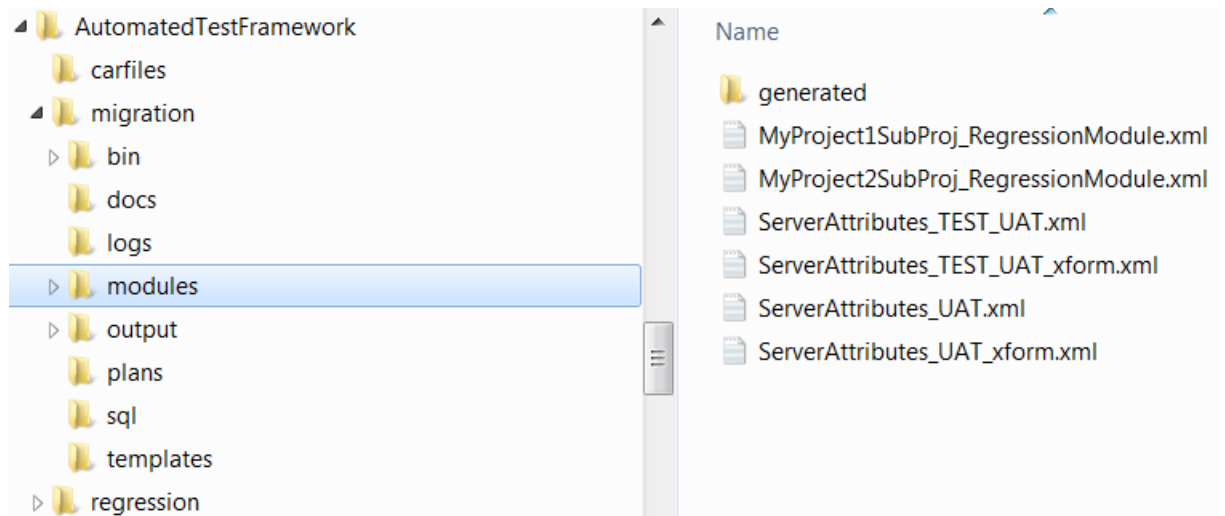 AutomatedTestFramework
carfiles
migration
bin
docs
logs
modules
output
plans
sql
templates
regression
Name
generated
MyProject1SubProj_RegressionModule.xml
MyProject2SubProj_RegressionModule.xml
ServerAttributes_TEST_UAT.xml
ServerAttributes_TEST_UAT_xform.xml
ServerAttributes_UAT.xml
ServerAttributes_UAT_xform.xml